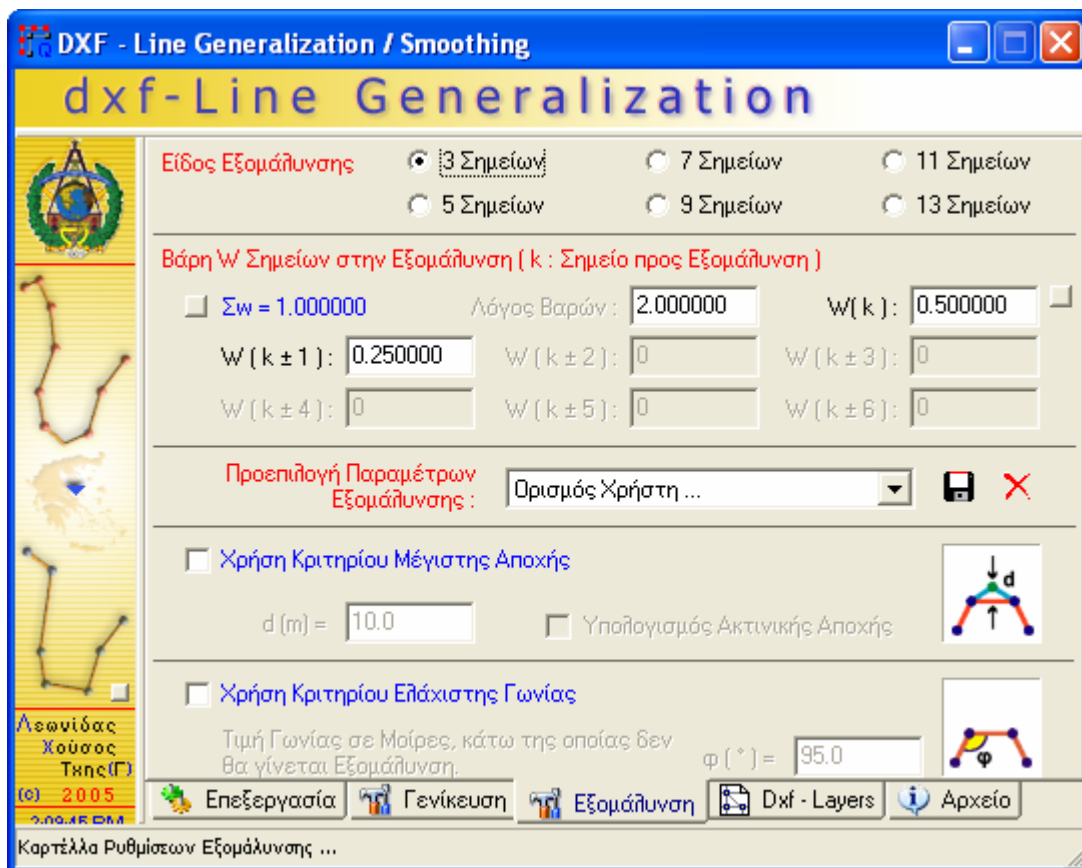 DXF - Line Generalization / Smoothing
dxf-Line Generalization
Είδος Εξομάλυνσης
3 Σημείων
7 Σημείων
11 Σημείων
5 Σημείων
9 Σημείων
13 Σημείων
Βάρη W Σημείων στην Εξομάλυνση ( k : Σημείο προς Εξομάλυνση )
Σw = 1.000000
Λόγος Βαρών : 2.000000
W( k ): 0.500000
W ( k ± 1 ): 0.250000
W ( k ± 2 ): 0
W ( k ± 3 ): 0
W ( k ± 4 ): 0
W ( k ± 5 ): 0
W ( k ± 6 ): 0
Προεπιλογή Παραμέτρων
Εξομάλυνσης :
Ορισμός Χρήστη ...
Χρήση Κριτηρίου Μέγιστης Αποχής
d
d (m) = 10.0
Υπολογισμός Ακτινικής Αποχής
Χρήση Κριτηρίου Ελάχιστης Γωνίας
Τιμή Γωνίας σε Μοίρες, κάτω της οποίας δεν
θα γίνεται Εξομάλυνση.
φ ( ° ) = 95.0
φ
Λεωνίδας
Χούσος
Τχης(Γ)
(c) 2005
2:09:45 PM
Επεξεργασία
Γενίκευση
Εξομάλυνση
Dxf - Layers
Αρχείο
Καρτέλλα Ρυθμίσεων Εξομάλυνσης ...